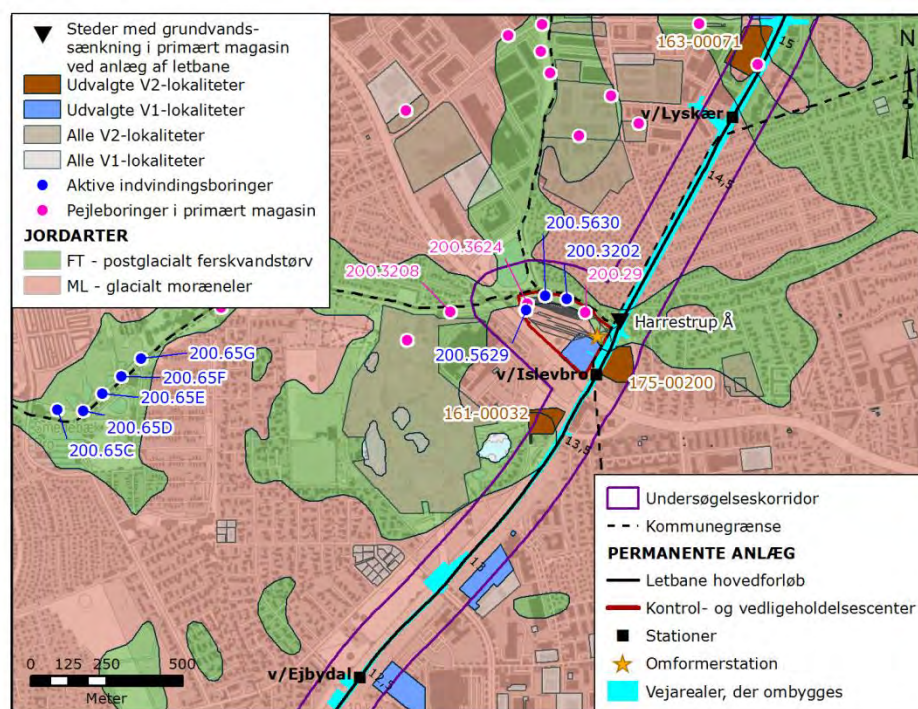 Steder med grundvands-
sænkning i primært magasin
ved anlæg af letbane
Udvalgte V2-lokaliteter
Udvalgte V1-lokaliteter
Alle V2-lokaliteter
Alle V1-lokaliteter
Aktive indvindingsboringer
Pejleboringer i primært magasin
JORDARTER
FT - postglacialt ferskvandstørv
ML - glacialt moræneler
163-00071
15
N
v/Lyskær
14,5
200.5630
200.3202
200.3624
200.29
200.3208
Harrestrup Å
200.5629
v/Islevbro
175-00200
200.65G
200.65F
200.65E
200.65D
200.65C
161-00032
13,5
13
v/Ejbydal
12,5
0 125 250 500
Meter
Undersøgelseskorridor
Kommunegrænse
PERMANENTE ANLÆG
Letbane hovedforløb
Kontrol- og vedligeholdelsescenter
Stationer
Omformerstation
Vejarealer, der ombygges